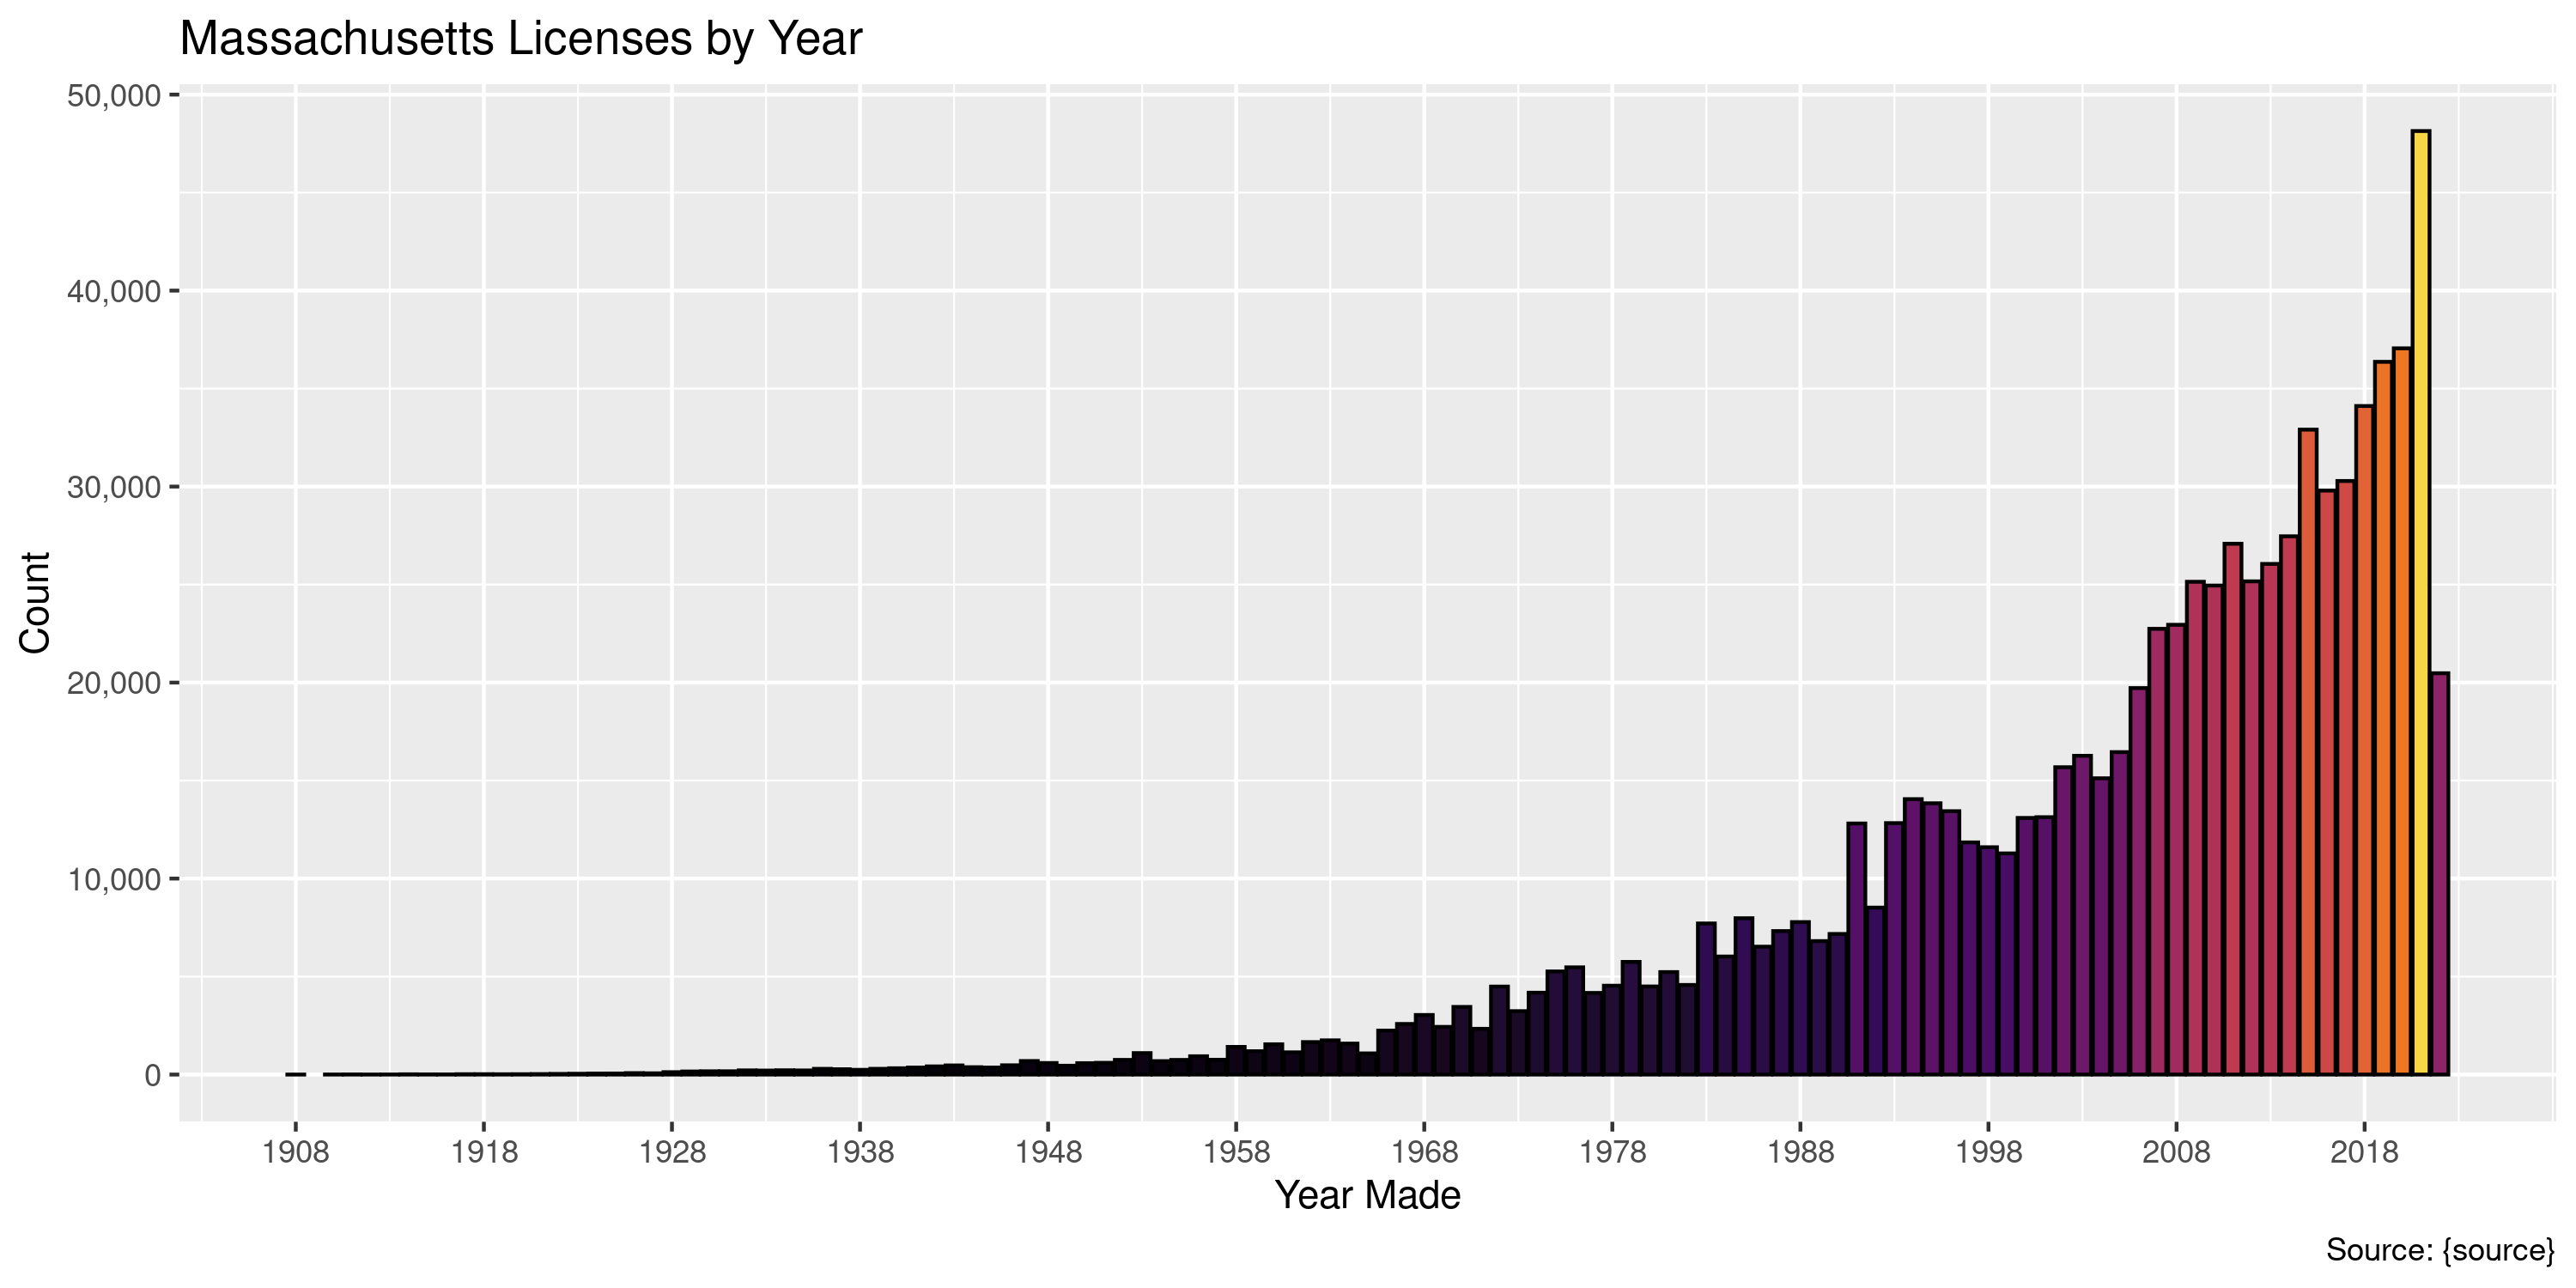 Massachusetts Licenses by Year
50,000
40,000
30,000
20,000
10,000
0
Count
1908 1918 1928 1938 1948 1958 1968 1978 1988 1998 2008 2018
Year Made
Source: {source}